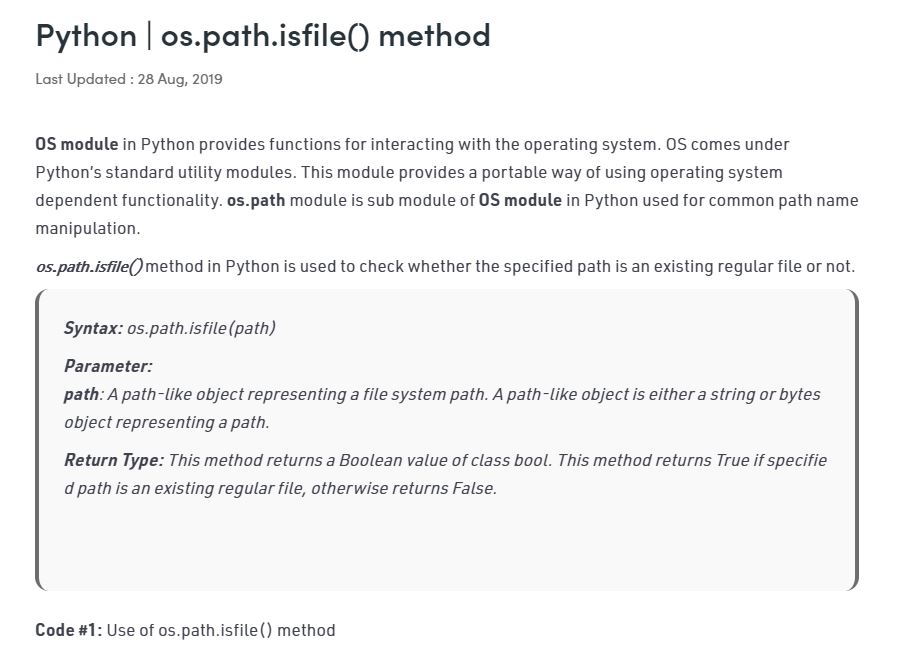 Python | os.path.isfile() method
Last Updated : 28 Aug, 2019
OS module in Python provides functions for interacting with the operating system. OS comes under
Python's standard utility modules. This module provides a portable way of using operating system
dependent functionality. os.path module is sub module of OS module in Python used for common path name
manipulation.
os.path.isfile() method in Python is used to check whether the specified path is an existing regular file or not.
Syntax: os.path.isfile(path)
Parameter:
path: A path-like object representing a file system path. A path-like object is either a string or bytes
object representing a path.
Return Type: This method returns a Boolean value of class bool. This method returns True if specifie
d path is an existing regular file, otherwise returns False.
Code #1: Use of os.path.isfile() method